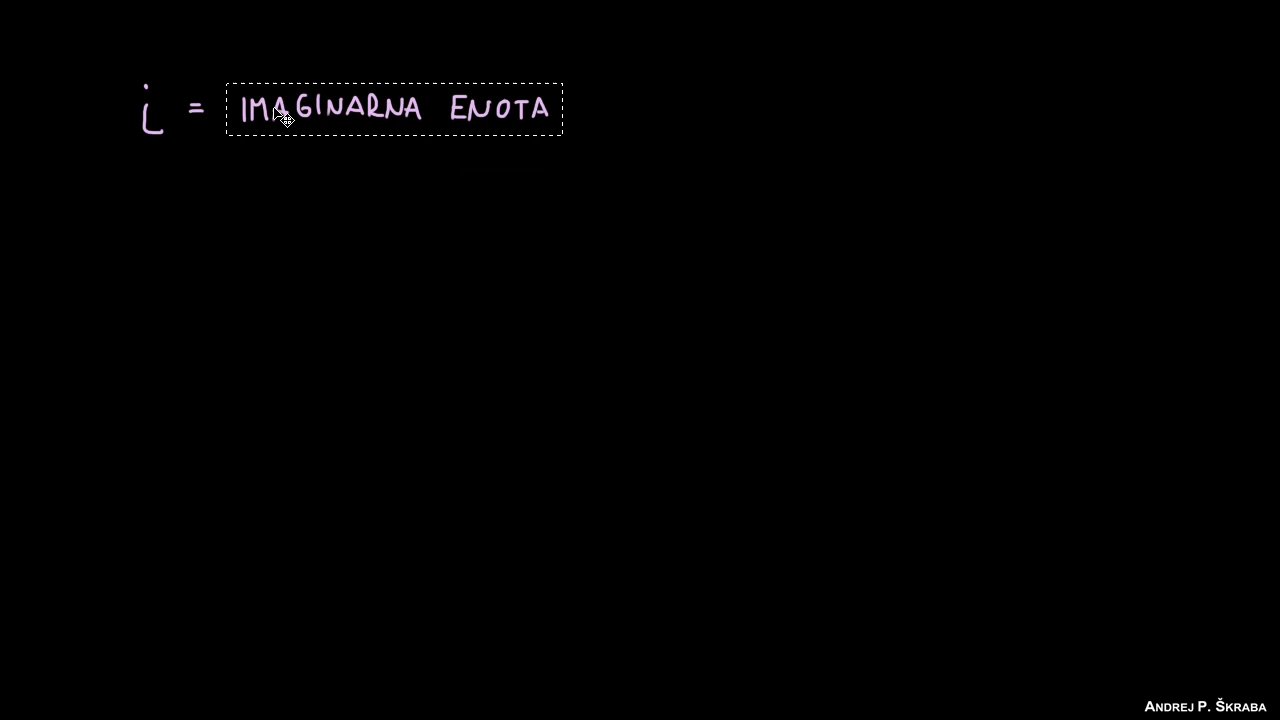 i = IMAGINARNA ENOTA
ANDREJ P. ŠKRABA